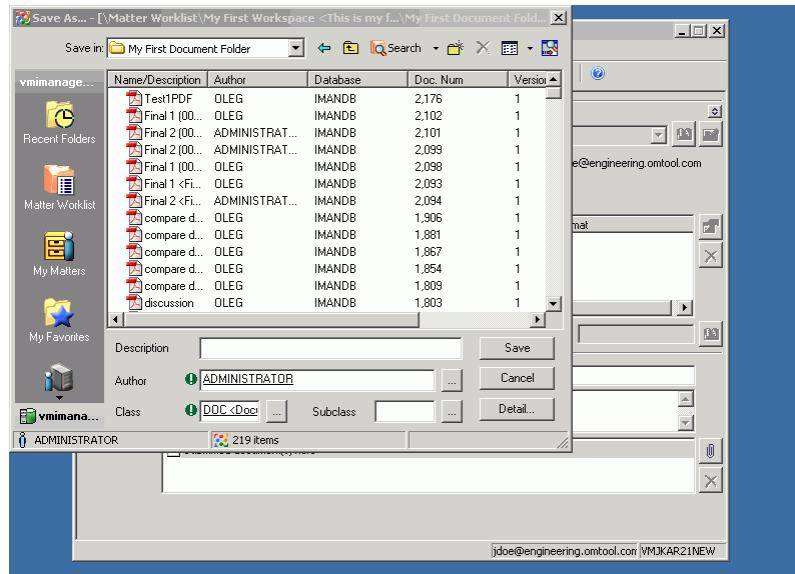 Save As... - [\Matter Worklist\My First Workspace <This is my f...\My First Document Fold...
Save in: My First Document Folder Search
vmimanage...
Recent Folders
Matter Worklist
My Matters
My Favorites
vmimana...
Name/Description Author Database Doc. Num Version
Test1PDF OLEG IMANDB 2,176 1
Final 1 (00... OLEG IMANDB 2,102 1
Final 2 (00... ADMINISTRAT... IMANDB 2,101 1
Final 2 (00... ADMINISTRAT... IMANDB 2,099 1
Final 1 (00... OLEG IMANDB 2,098 1
Final 1 <Fi... OLEG IMANDB 2,093 1
Final 2 <Fi... ADMINISTRAT... IMANDB 2,094 1
compare d... OLEG IMANDB 1,906 1
compare d... OLEG IMANDB 1,881 1
compare d... OLEG IMANDB 1,867 1
compare d... OLEG IMANDB 1,854 1
compare d... OLEG IMANDB 1,809 1
discussion OLEG IMANDB 1,803 1
Description Save
Author ADMINISTRATOR ... Cancel
Class DOC <Doc ... Subclass ... Detail...
ADMINISTRATOR 219 items
e@engineering.omtool.com
mat
jdoe@engineering.omtool.com VMJKAR21NEW